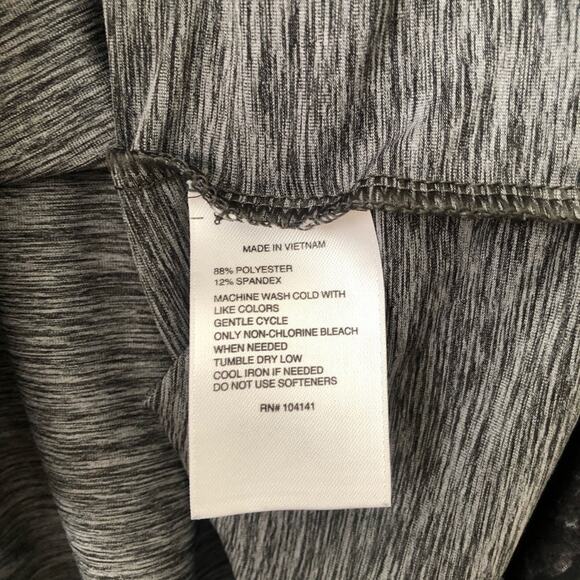 MADE IN VIETNAM
88% POLYESTER
12% SPANDEX
MACHINE WASH COLD WITH
LIKE COLORS
GENTLE CYCLE
ONLY NON-CHLORINE BLEACH
WHEN NEEDED
TUMBLE DRY LOW
COOL IRON IF NEEDED
DO NOT USE SOFTENERS
RN# 104141